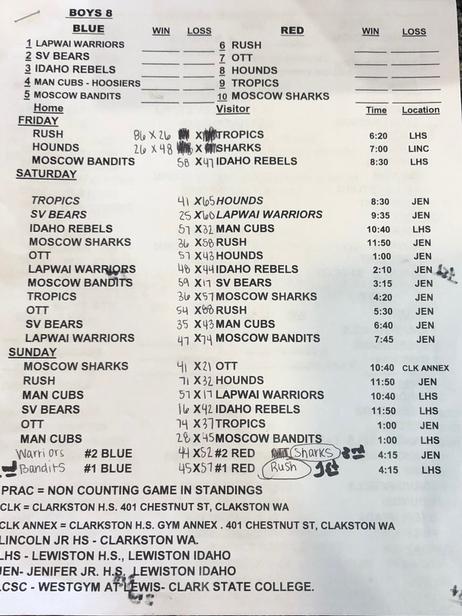 BOYS 8
BLUE WIN LOSS RED WIN LOSS
1 LAPWAI WARRIORS 6 RUSH
2 SV BEARS 7 OTT
3 IDAHO REBELS 8 HOUNDS
4 MAN CUBS - HOOSIERS 9 TROPICS
5 MOSCOW BANDITS 10 MOSCOW SHARKS
Home Visitor Time Location
FRIDAY
RUSH 86 X 26 X TROPICS 6:20 LHS
HOUNDS 26 X 48 X SHARKS 7:00 LINC
MOSCOW BANDITS 58 X 47 IDAHO REBELS 8:30 LHS
SATURDAY
TROPICS 41 X 65 HOUNDS 8:30 JEN
SV BEARS 25 X 60 LAPWAI WARRIORS 9:35 JEN
IDAHO REBELS 57 X 32 MAN CUBS 10:40 LHS
MOSCOW SHARKS 36 X 58 RUSH 11:50 JEN
OTT 57 X 43 HOUNDS 1:00 JEN
LAPWAI WARRIORS 48 X 44 IDAHO REBELS 2:10 JEN
MOSCOW BANDITS 59 X 17 SV BEARS 3:15 JEN
TROPICS 36 X 57 MOSCOW SHARKS 4:20 JEN
OTT 54 X 88 RUSH 5:30 JEN
SV BEARS 35 X 43 MAN CUBS 6:40 JEN
LAPWAI WARRIORS 47 X 74 MOSCOW BANDITS 7:45 JEN
SUNDAY
MOSCOW SHARKS 41 X 21 OTT 10:40 CLK ANNEX
RUSH 71 X 32 HOUNDS 11:50 JEN
MAN CUBS 57 X 17 LAPWAI WARRIORS 10:40 LHS
SV BEARS 16 X 42 IDAHO REBELS 11:50 LHS
OTT 74 X 37 TROPICS 1:00 JEN
MAN CUBS 28 X 45 MOSCOW BANDITS 1:00 LHS
Warriors #2 BLUE 44 X 52 #2 RED Sharks 4:15 JEN
Bandits #1 BLUE 45 X 57 #1 RED Rush 1st 4:15 LHS
PRAC = NON COUNTING GAME IN STANDINGS
CLK = CLARKSTON H.S. 401 CHESTNUT ST, CLAKSTON WA
CLK ANNEX = CLARKSTON H.S. GYM ANNEX . 401 CHESTNUT ST, CLAKSTON WA
LINCOLN JR HS - CLARKSTON WA.
LHS - LEWISTON H.S., LEWISTON IDAHO
JEN- JENIFER JR. H.S, LEWISTON IDAHO
LCSC - WESTGYM AT LEWIS- CLARK STATE COLLEGE.